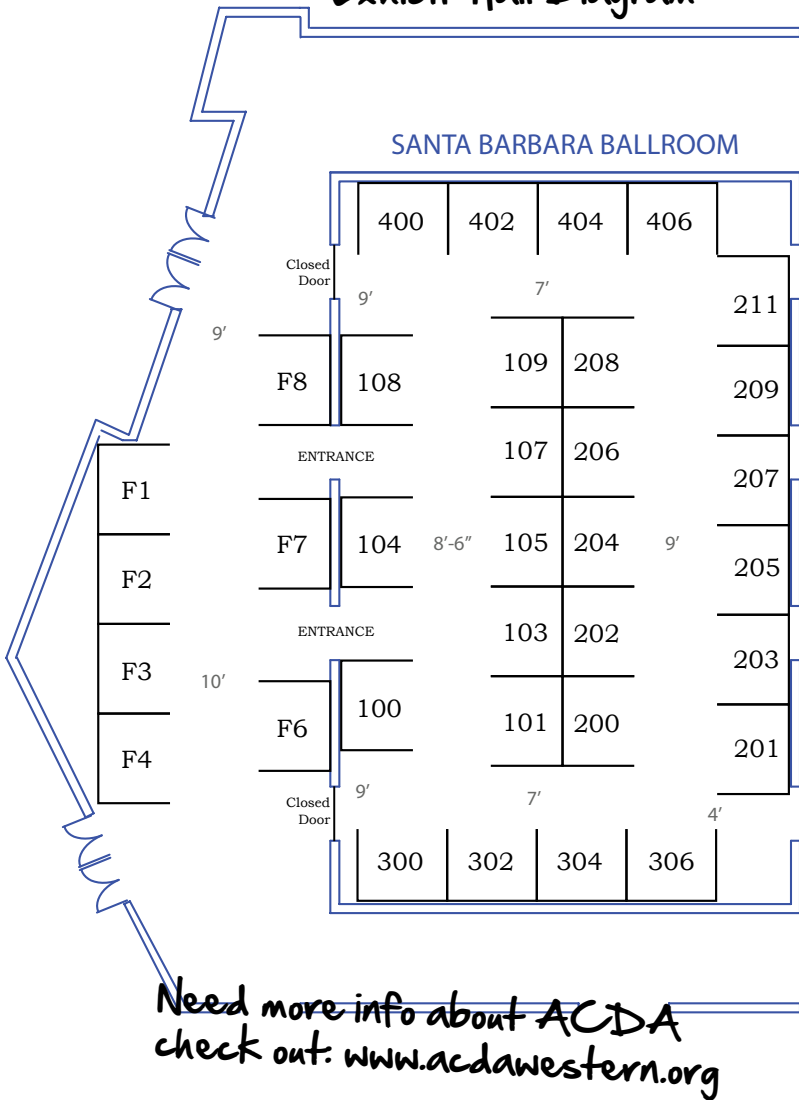 Exhibit Hall Diagram
SANTA BARBARA BALLROOM
400 402 404 406
Closed
Door
9’ 7’
211
9’
F8 108 109 208
209
ENTRANCE 107 206
207
F1
F7 104 8’-6” 105 204 9’
205
F2
ENTRANCE 103 202
203
F3
10’
F6 100 101 200
201
F4
Closed
Door
9’ 7’
4’
300 302 304 306
Need more info about ACDA
check out: www.acdawestern.org